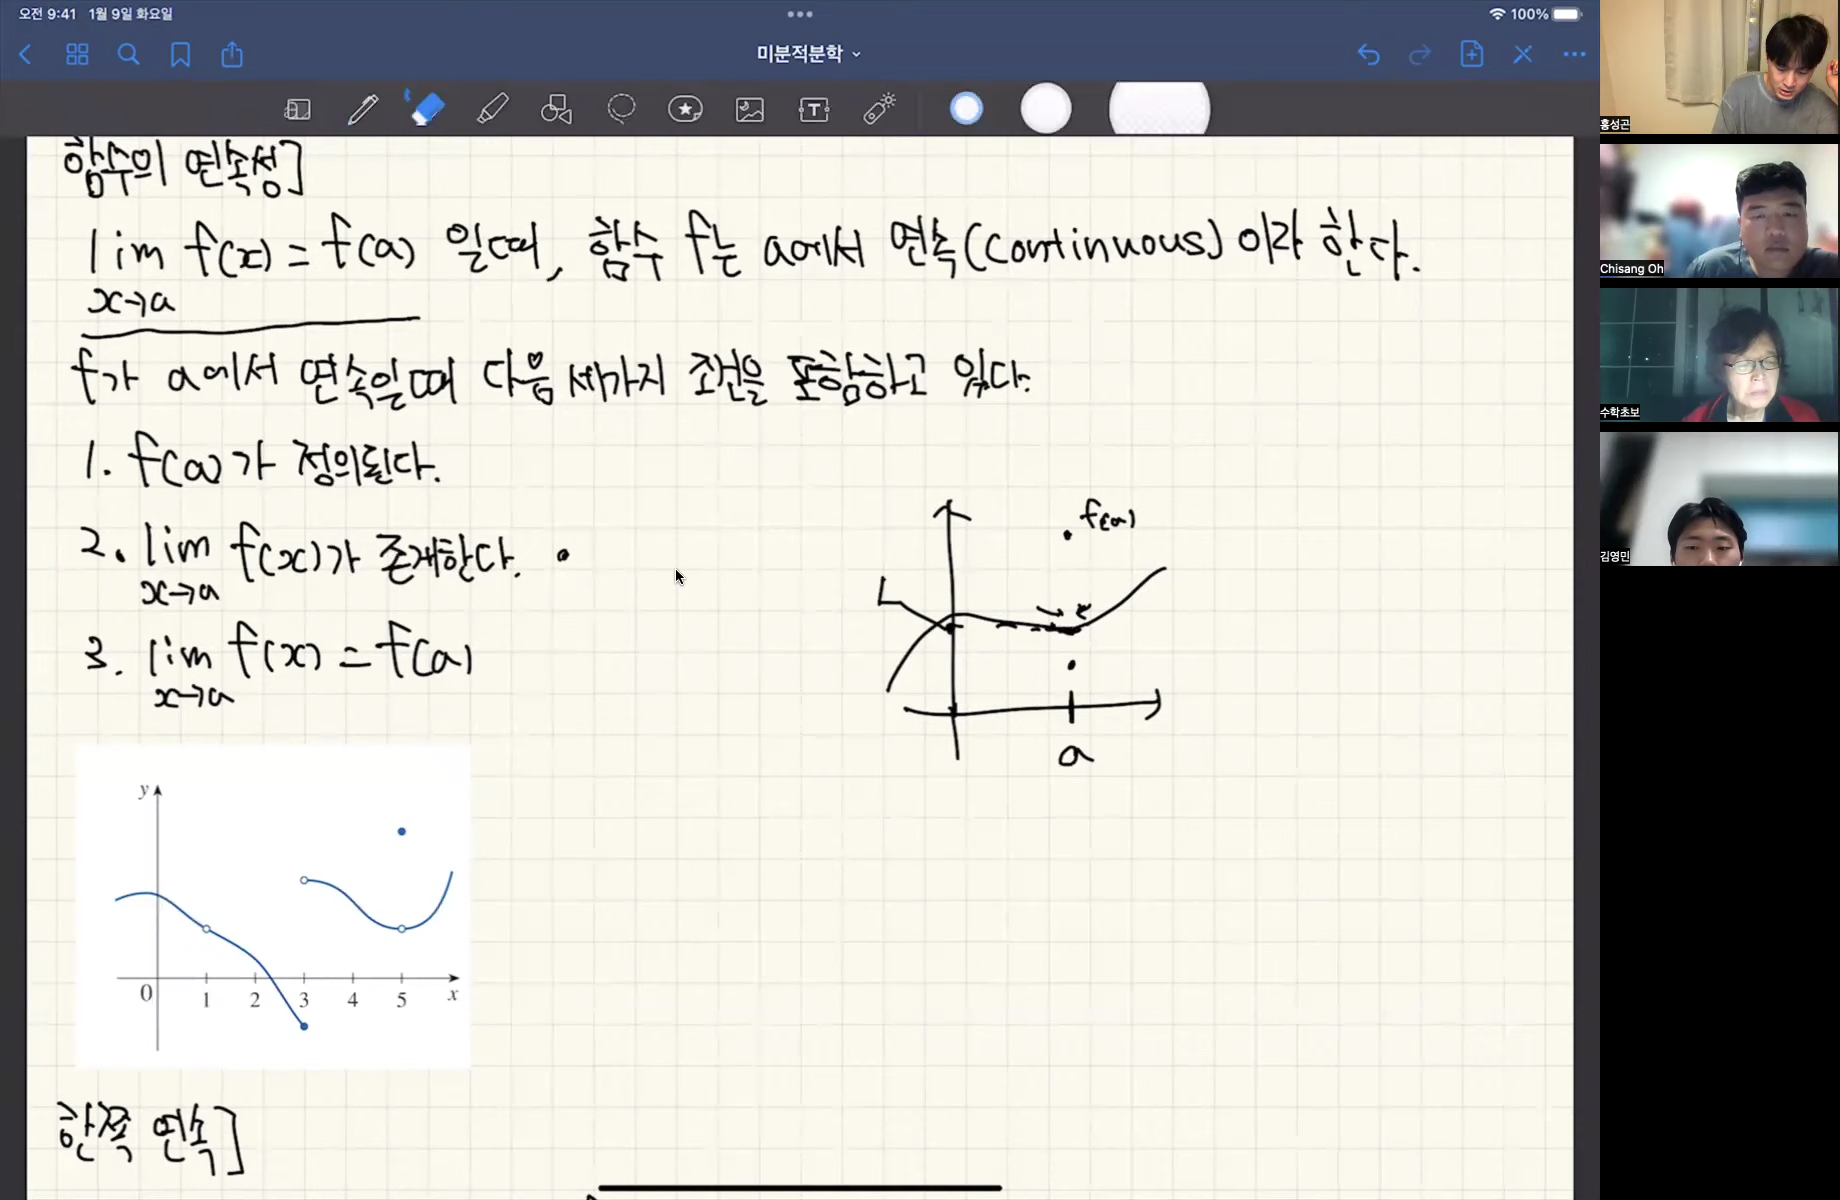 오전 9:41 1월 9일 화요일
100%
미분적분학
함수의 연속성]
lim f(x) = f(a) 일때, 함수 f는 a에서 연속(continuous)이라 한다.
x→a
f가 a에서 연속일때 다음 세가지 조건을 포함하고 있다.
1. f(a)가 정의된다.
2. lim f(x)가 존재한다.
x→a
3. lim f(x) = f(a)
x→a
f(a)
L
a
y
0 1 2 3 4 5 x
한쪽 연속]
홍성곤
Chisang Oh
수학초보
김영민